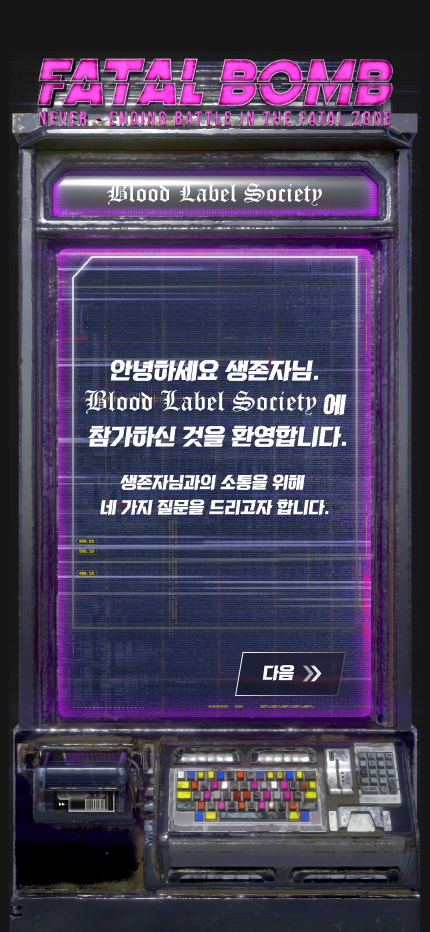 FATAL BOMB
NEVER - ENDING BATTLE IN THE FATAL ZONE
Blood Label Society
안녕하세요 생존자님.
Blood Label Society 에
참가하신 것을 환영합니다.
생존자님과의 소통을 위해
네 가지 질문을 드리고자 합니다.
다음